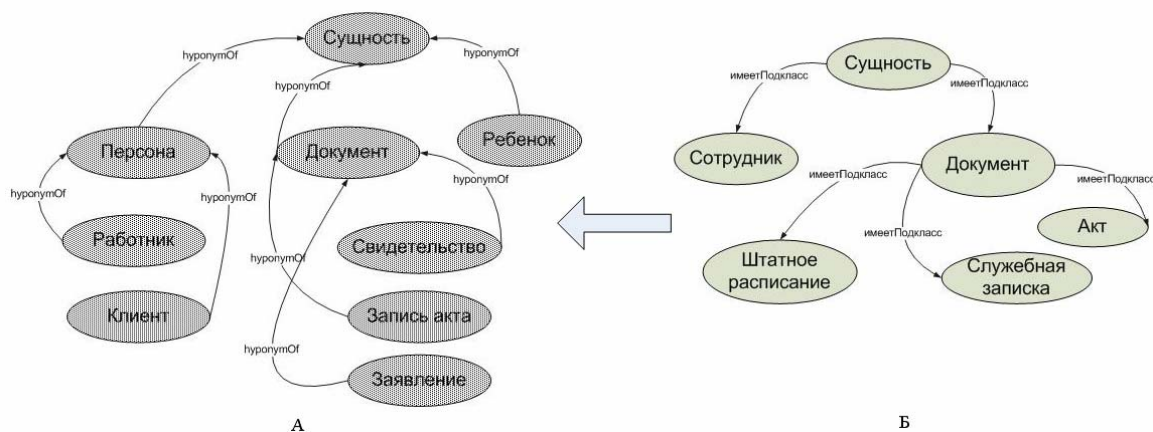 Сущность
hyponymOf
hyponymOf
hyponymOf
Персона
Документ
Ребенок
hyponymOf
hyponymOf
hyponymOf
Работник
Свидетельство
hyponymOf
Клиент
Запись акта
hyponymOf
Заявление
А
Сущность
имеетПодкласс
имеетПодкласс
Сотрудник
Документ
имеетПодкласс
имеетПодкласс
Акт
имеетПодкласс
Штатное
расписание
Служебная
записка
Б